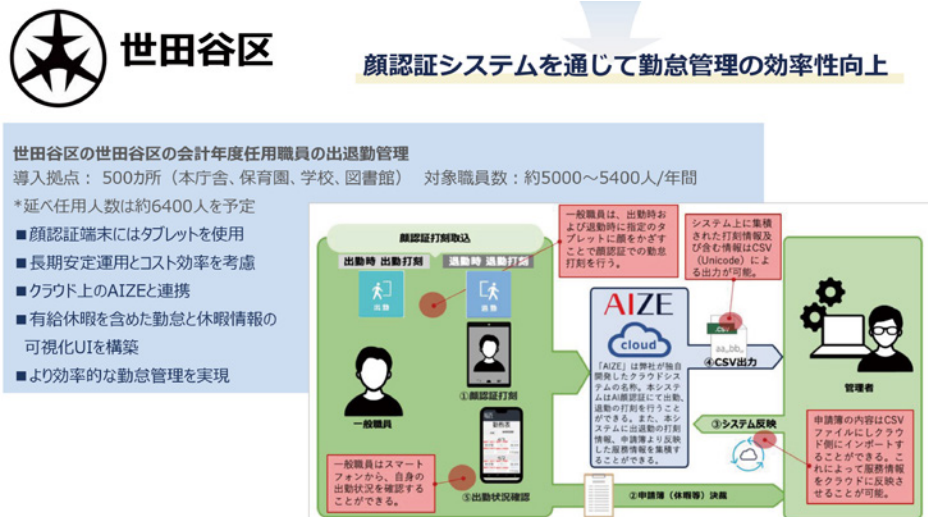 世田谷区
顔認証システムを通じて勤怠管理の効率性向上
世田谷区の世田谷区の会計年度任用職員の出退勤管理
導入拠点： 500カ所（本庁舎、保育園、学校、図書館） 対象職員数：約5000～5400人/年間
*延べ任用人数は約6400人を予定
■顔認証端末にはタブレットを使用
■長期安定運用とコスト効率を考慮
■クラウド上のAIZEと連携
■有給休暇を含めた勤怠と休暇情報の
可視化UIを構築
■より効率的な勤怠管理を実現
顔認証打刻取込
出勤時 出勤打刻
退勤時 退勤打刻
出勤
退勤
一般職員は、出勤時お
よび退勤時に指定のタ
ブレットに顔をかざす
ことで顔認証での勤怠
打刻を行う。
システム上に集積
された打刻情報及
び含む情報はCSV
（Unicode）によ
る出力が可能。
①顔認証打刻
一般職員
勤務表
一般職員はスマート
フォンから、自身の
出勤状況を確認する
ことができる。
⑤出勤状況確認
AIZE
cloud
「AIZE」は弊社が独自
開発したクラウドシステ
ムの名称。本システ
ムはAI顔認証にて出勤、
退勤の打刻を行うこと
ができる。また、本シ
ステムに出退勤の打刻
情報、申請簿より反映
した服務情報を集積す
ることができる。
.CSV
aa,,bb,,
④CSV出力
③システム反映
②申請簿（休暇等）決裁
管理者
申請簿の内容はCSV
ファイルにしクラウ
ド側にインポートす
ることができる。こ
れによって服務情報
をクラウドに反映さ
せることが可能。